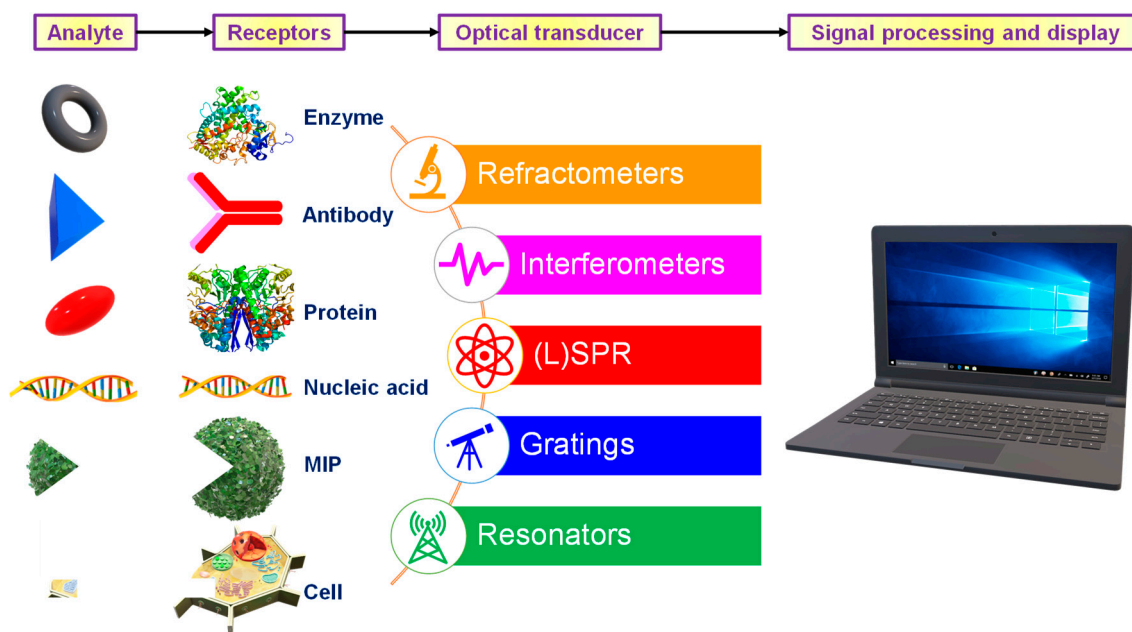 Analyte
Receptors
Optical transducer
Signal processing and display
Enzyme
Antibody
Protein
Nucleic acid
MIP
Cell
Refractometers
Interferometers
(L)SPR
Gratings
Resonators